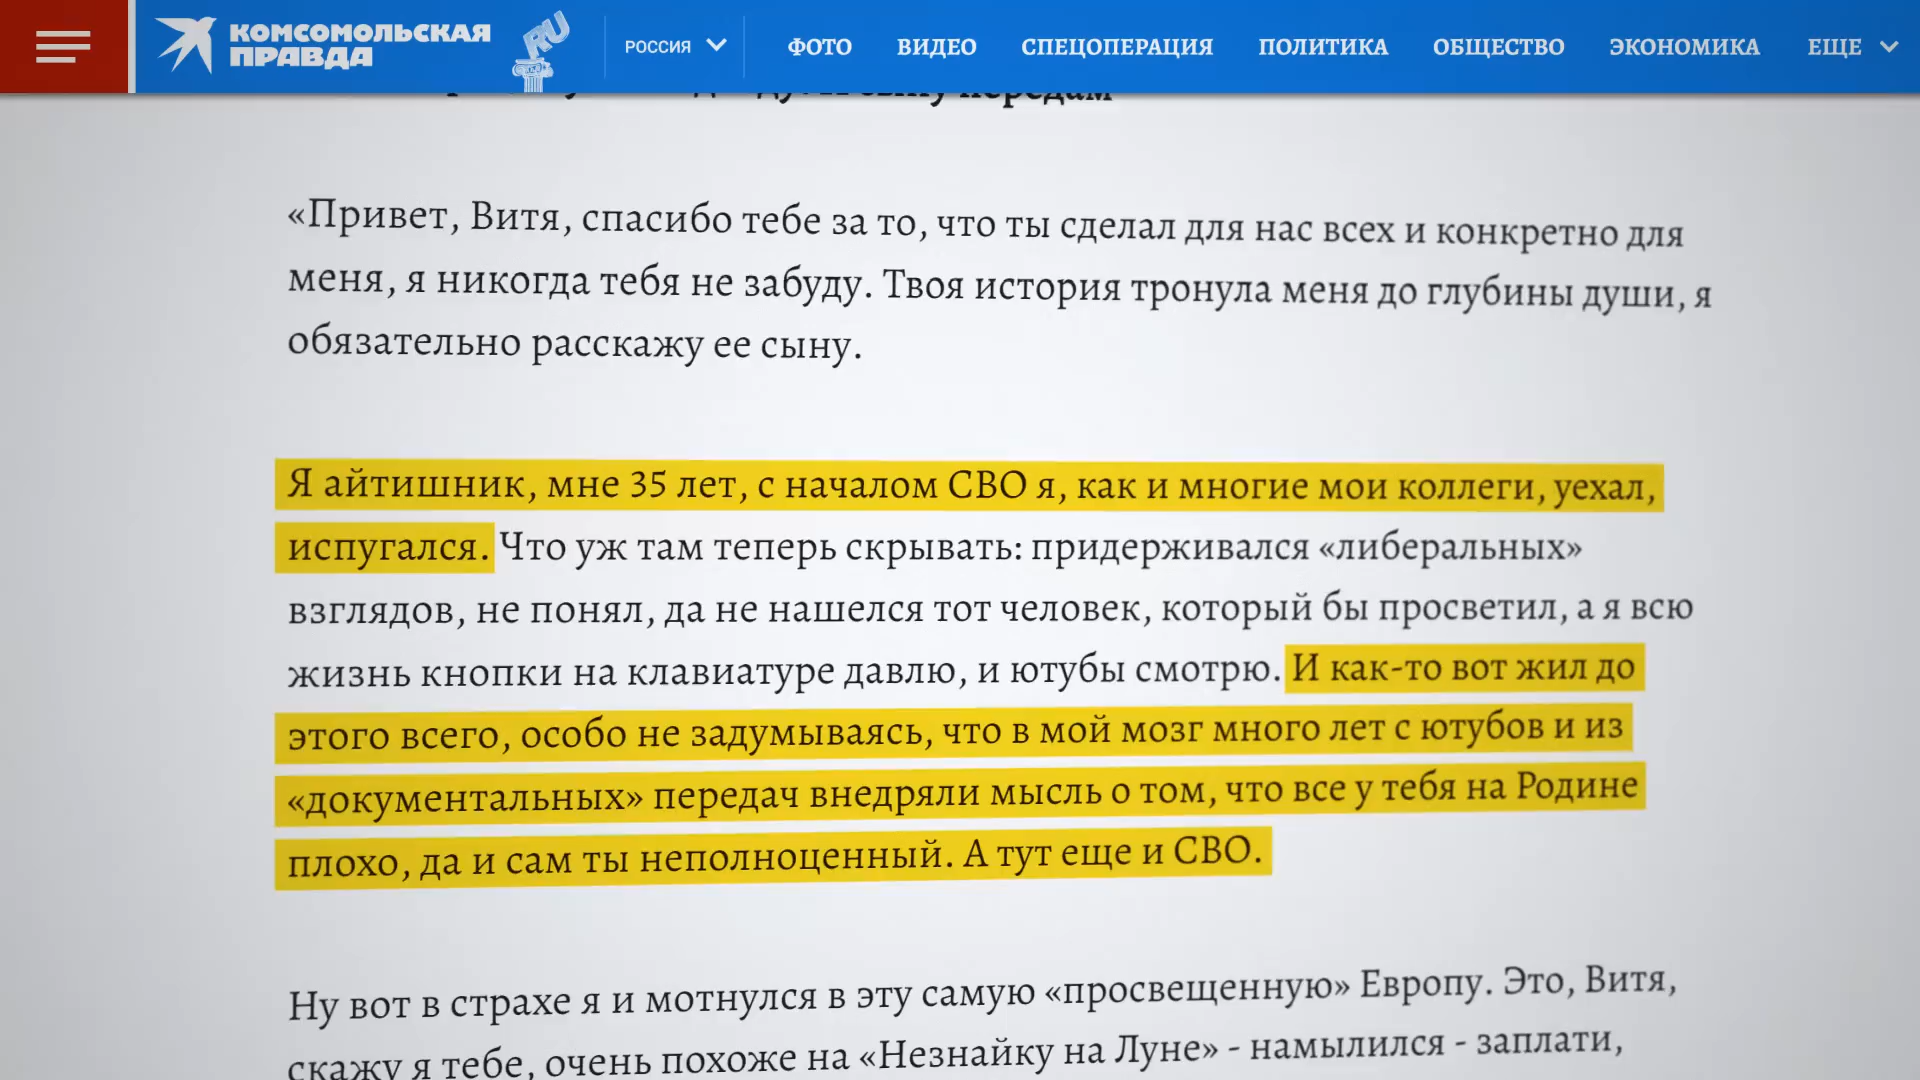 КОМСОМОЛЬСКАЯ
ПРАВДА
RU
РОССИЯ
ФОТО ВИДЕО СПЕЦОПЕРАЦИЯ ПОЛИТИКА ОБЩЕСТВО ЭКОНОМИКА ЕЩЕ
сыну передам
«Привет, Витя, спасибо тебе за то, что ты сделал для нас всех и конкретно для
меня, я никогда тебя не забуду. Твоя история тронула меня до глубины души, я
обязательно расскажу ее сыну.
Я айтишник, мне 35 лет, с началом СВО я, как и многие мои коллеги, уехал,
испугался. Что уж там теперь скрывать: придерживался «либеральных»
взглядов, не понял, да не нашелся тот человек, который бы просветил, а я всю
жизнь кнопки на клавиатуре давлю, и ютубы смотрю. И как-то вот жил до
этого всего, особо не задумываясь, что в мой мозг много лет с ютубов и из
«документальных» передач внедряли мысль о том, что все у тебя на Родине
плохо, да и сам ты неполноценный. А тут еще и СВО.
Ну вот в страхе я и мотнулся в эту самую «просвещенную» Европу. Это, Витя,
скажу я тебе, очень похоже на «Незнайку на Луне» - намылился - заплати,